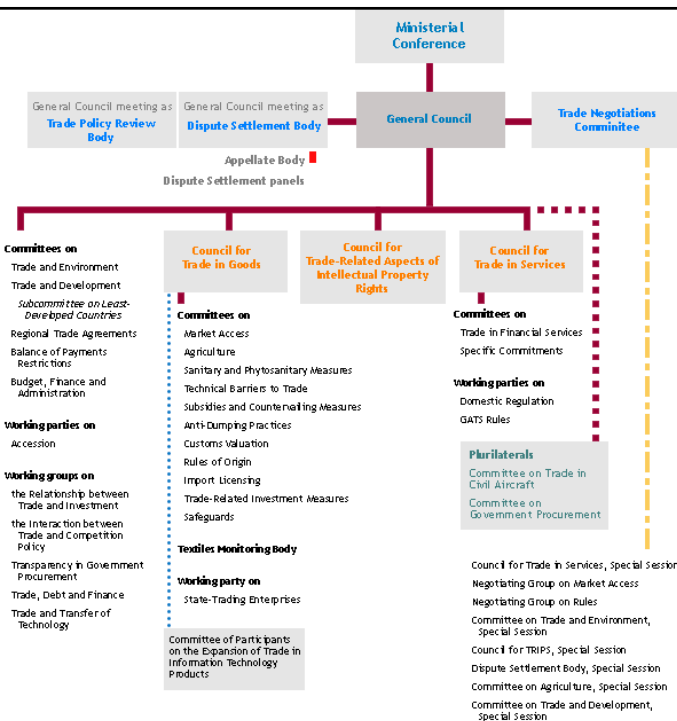 Ministerial
Conference
General Council meeting as
Trade Policy Review
Body
General Council meeting as
Dispute Settlement Body
General Council
Trade Negotiations
Comminitee
Appellate Body
Dispute Settlement panels
Committees on
Trade and Environment
Trade and Development
Subcommittee on Least-
Developed Countries
Regional Trade Agreements
Balance of Payments
Restrictions
Budget, Finance and
Administration
Working parties on
Accession
Working groups on
the Relationship between
Trade and Investment
the Interaction between
Trade and Competition
Policy
Transparency in Government
Procurement
Trade, Debt and Finance
Trade and Transfer of
Technology
Council for
Trade in Goods
Committees on
Market Access
Agriculture
Sanitary and Phytosanitary Measures
Technical Barriers to Trade
Subsidies and Countervailing Measures
Anti-Dumping Practices
Customs Valuation
Rules of Origin
Import Licensing
Trade-Related Investment Measures
Safeguards
Textiles Monitoring Body
Working party on
State-Trading Enterprises
Committee of Participants
on the Expansion of Trade in
Information Technology
Products
Council for
Trade-Related Aspects of
Intellectual Property
Rights
Council for
Trade in Services
Committees on
Trade in Financial Services
Specific Commitments
Working parties on
Domestic Regulation
GATS Rules
Plurilaterals
Committee on Trade in
Civil Aircraft
Committee on
Government Procurement
Council for Trade in Services, Special Session
Negotiating Group on Market Access
Negotiating Group on Rules
Committee on Trade and Environment,
Special Session
Council for TRIPS, Special Session
Dispute Settlement Body, Special Session
Committee on Agriculture, Special Session
Committee on Trade and Development,
Special Session